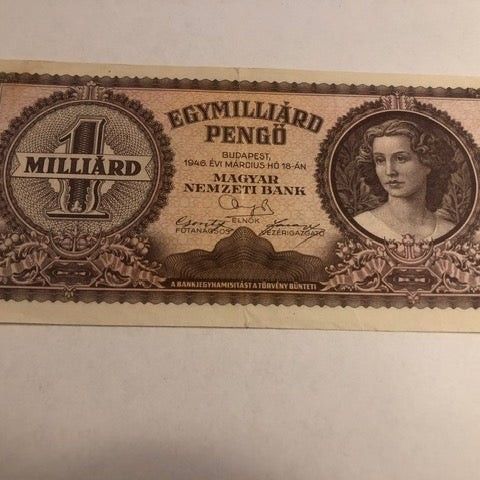 1
MILLIÁRD
EGYMILLIÁRD
PENGŐ
BUDAPEST,
1946. ÉVI MÁRCIUS HÓ 18-ÁN
MAGYAR
NEMZETI BANK
ELNÖK
FŐTANÁCSOS
VEZÉRIGAZGATÓ
A BANKJEGYHAMISÍTÁST A TÖRVÉNY BÜNTETI